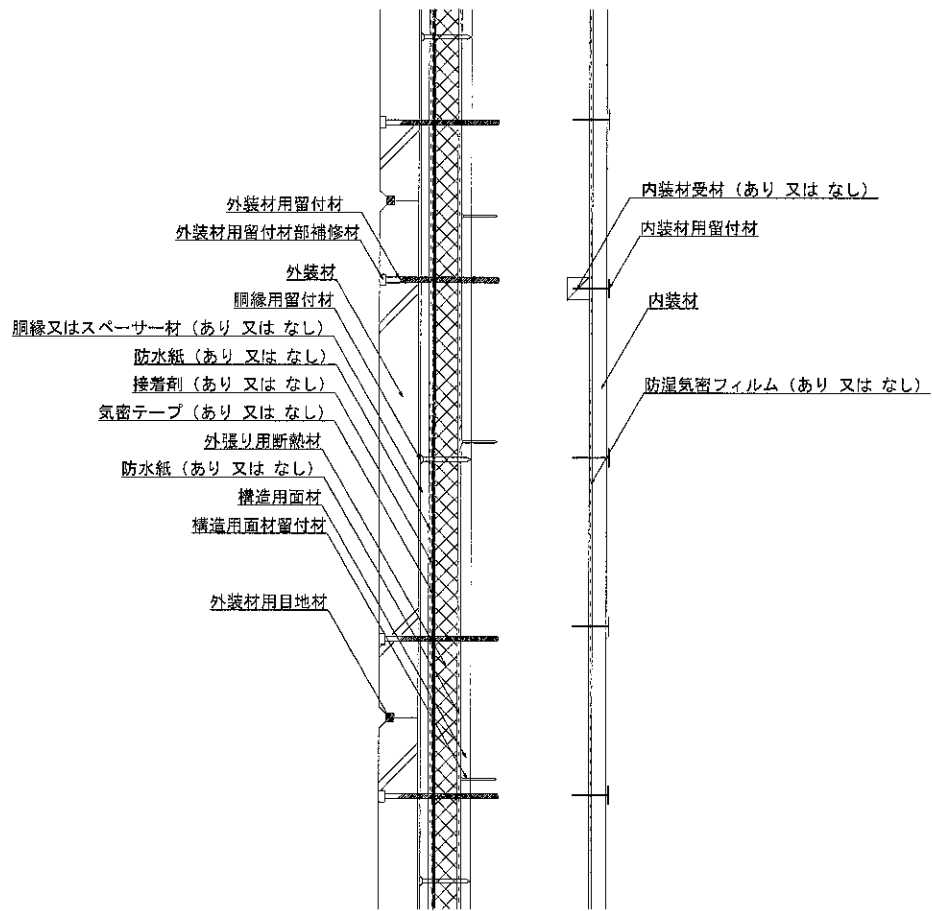 外装材用留付材
外装材用留付材部補修材
外装材
胴縁用留付材
胴縁又はスペーサー材 (あり 又は なし)
防水紙 (あり 又は なし)
接着剤 (あり 又は なし)
気密テープ (あり 又は なし)
外張り用断熱材
防水紙 (あり 又は なし)
構造用面材
構造用面材留付材
外装材用目地材
内装材受材 (あり 又は なし)
内装材用留付材
内装材
防湿気密フィルム (あり 又は なし)